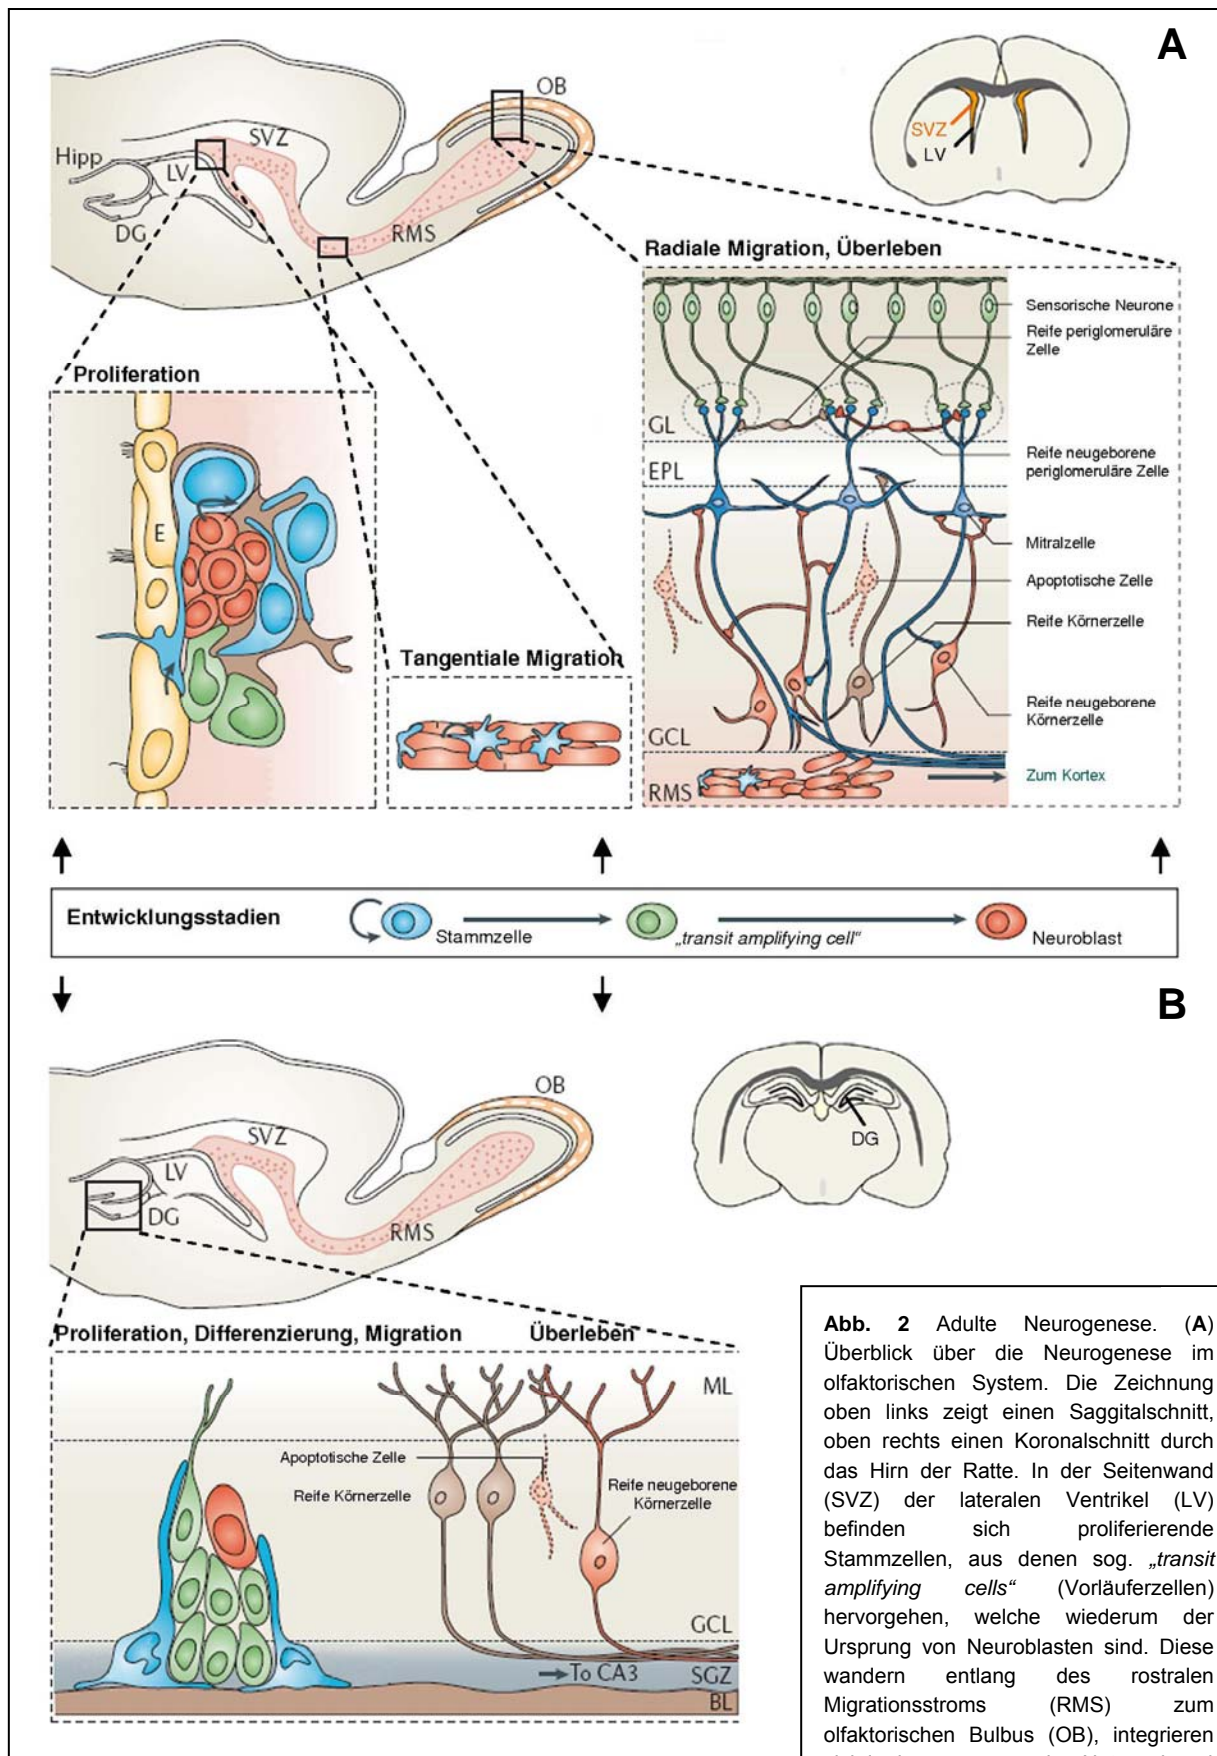 A
OB
SVZ
Hipp
LV
DG
RMS
SVZ
LV
Radiale Migration, Überleben
Sensorische Neurone
Reife periglomeruläre
Zelle
GL
EPL
Reife neugeborene
periglomeruläre Zelle
Mitralzelle
Apoptotische Zelle
Reife Körnerzelle
Reife neugeborene
Körnerzelle
GCL
RMS
Zum Kortex
Proliferation
E
Tangentiale Migration
Entwicklungsstadien
Stammzelle
„transit amplifying cell“
Neuroblast
B
OB
SVZ
LV
DG
RMS
DG
Proliferation, Differenzierung, Migration
Überleben
ML
Apoptotische Zelle
Reife Körnerzelle
Reife neugeborene
Körnerzelle
GCL
To CA3
SGZ
BL
Abb. 2 Adulte Neurogenese. (A)
Überblick über die Neurogenese im
olfaktorischen System. Die Zeichnung
oben links zeigt einen Saggitalschnitt,
oben rechts einen Koronalschnitt durch
das Hirn der Ratte. In der Seitenwand
(SVZ) der lateralen Ventrikel (LV)
befinden sich proliferierende
Stammzellen, aus denen sog. „transit
amplifying cells“ (Vorläuferzellen)
hervorgehen, welche wiederum der
Ursprung von Neuroblasten sind. Diese
wandern entlang des rostralen
Migrationsstroms (RMS) zum
olfaktorischen Bulbus (OB), integrieren